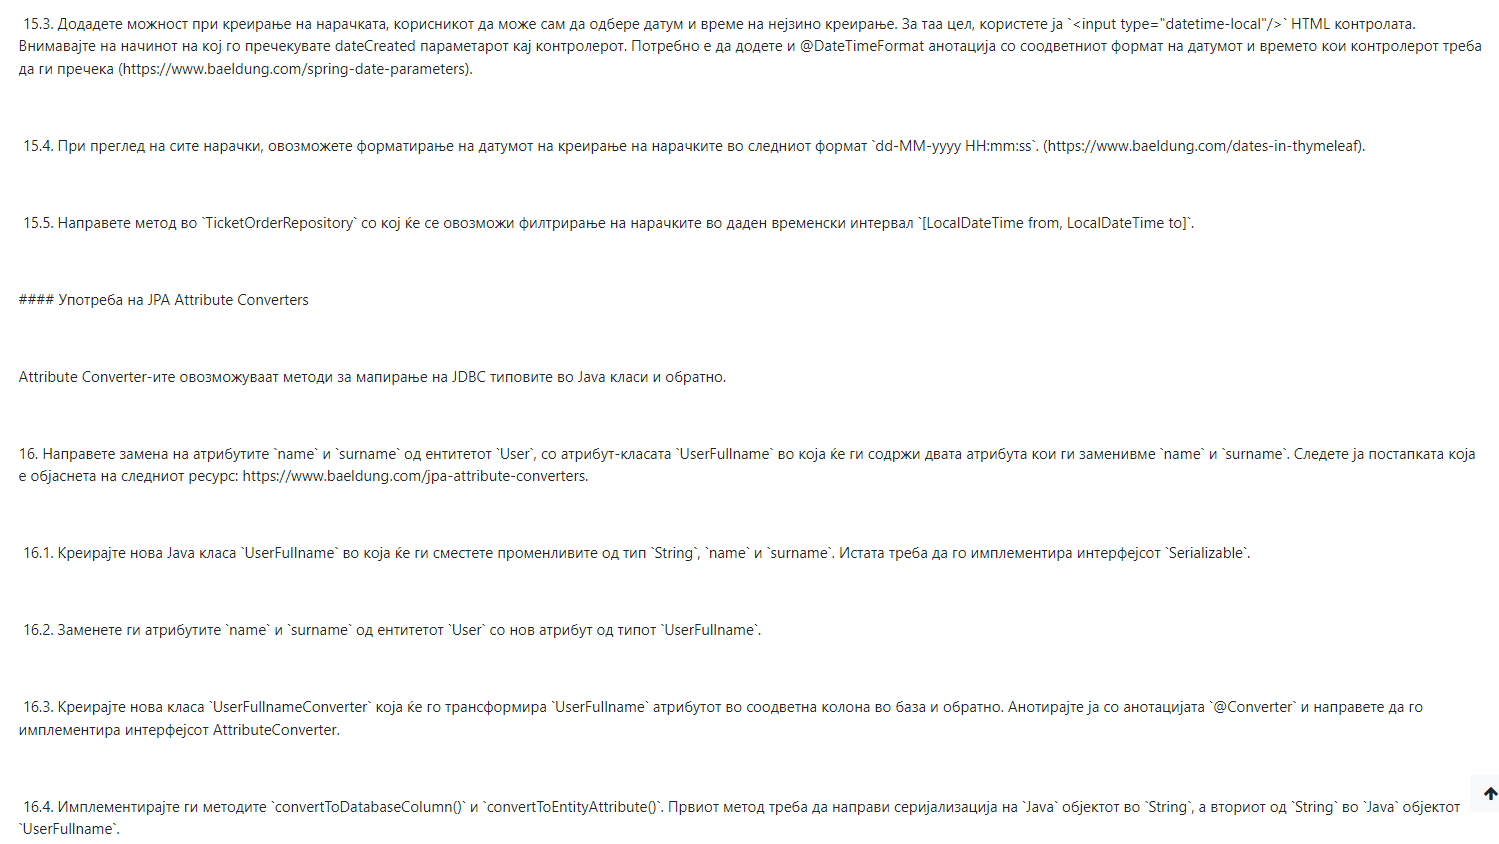 15.3. Додадете можност при креирање на нарачката, корисникот да може сам да одбере датум и време на нејзино креирање. За таа цел, користете ја `<input type="datetime-local"/>` HTML контролата.
Внимавајте на начинот на кој го пречекувате dateCreated параметарот кај контролерот. Потребно е да додете и @DateTimeFormat анотација со соодветниот формат на датумот и времето кои контролерот треба
да ги пречека (https://www.baeldung.com/spring-date-parameters).
15.4. При преглед на сите нарачки, овозможете форматирање на датумот на креирање на нарачките во следниот формат `dd-MM-yyyy HH:mm:ss`. (https://www.baeldung.com/dates-in-thymeleaf).
15.5. Направете метод во `TicketOrderRepository` со кој ќе се овозможи филтрирање на нарачките во даден временски интервал `[LocalDateTime from, LocalDateTime to]`.
#### Употреба на JPA Attribute Converters
Attribute Converter-ите овозможуваат методи за мапирање на JDBC типовите во Java класи и обратно.
16. Направете замена на атрибутите `name` и `surname` од ентитетот `User`, со атрибут-класата `UserFullname` во која ќе ги содржи двата атрибута кои ги заменивме `name` и `surname`. Следете ја постапката која
е објаснета на следниот ресурс: https://www.baeldung.com/jpa-attribute-converters.
16.1. Креирајте нова Java класа `UserFullname` во која ќе ги сместете променливите од тип `String`, `name` и `surname`. Истата треба да го имплементира интерфејсот `Serializable`.
16.2. Заменете ги атрибутите `name` и `surname` од ентитетот `User` со нов атрибут од типот `UserFullname`.
16.3. Креирајте нова класа `UserFullnameConverter` која ќе го трансформира `UserFullname` атрибутот во соодветна колона во база и обратно. Анотирајте ја со анотацијата `@Converter` и направете да го
имплементира интерфејсот AttributeConverter.
16.4. Имплементирајте ги методите `convertToDatabaseColumn()` и `convertToEntityAttribute()`. Првиот метод треба да направи серијализација на `Java` објектот во `String`, а вториот од `String` во `Java` објектот
`UserFullname`.